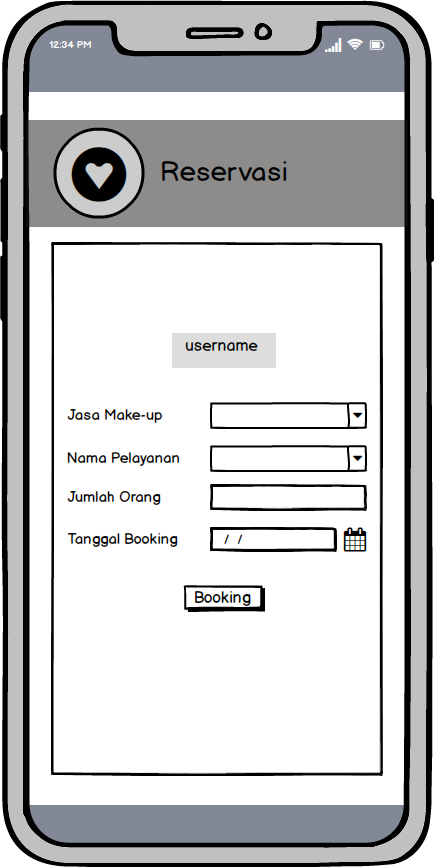 12:34 PM
Reservasi
username
Jasa Make-up
Nama Pelayanan
Jumlah Orang
Tanggal Booking
/ /
Booking